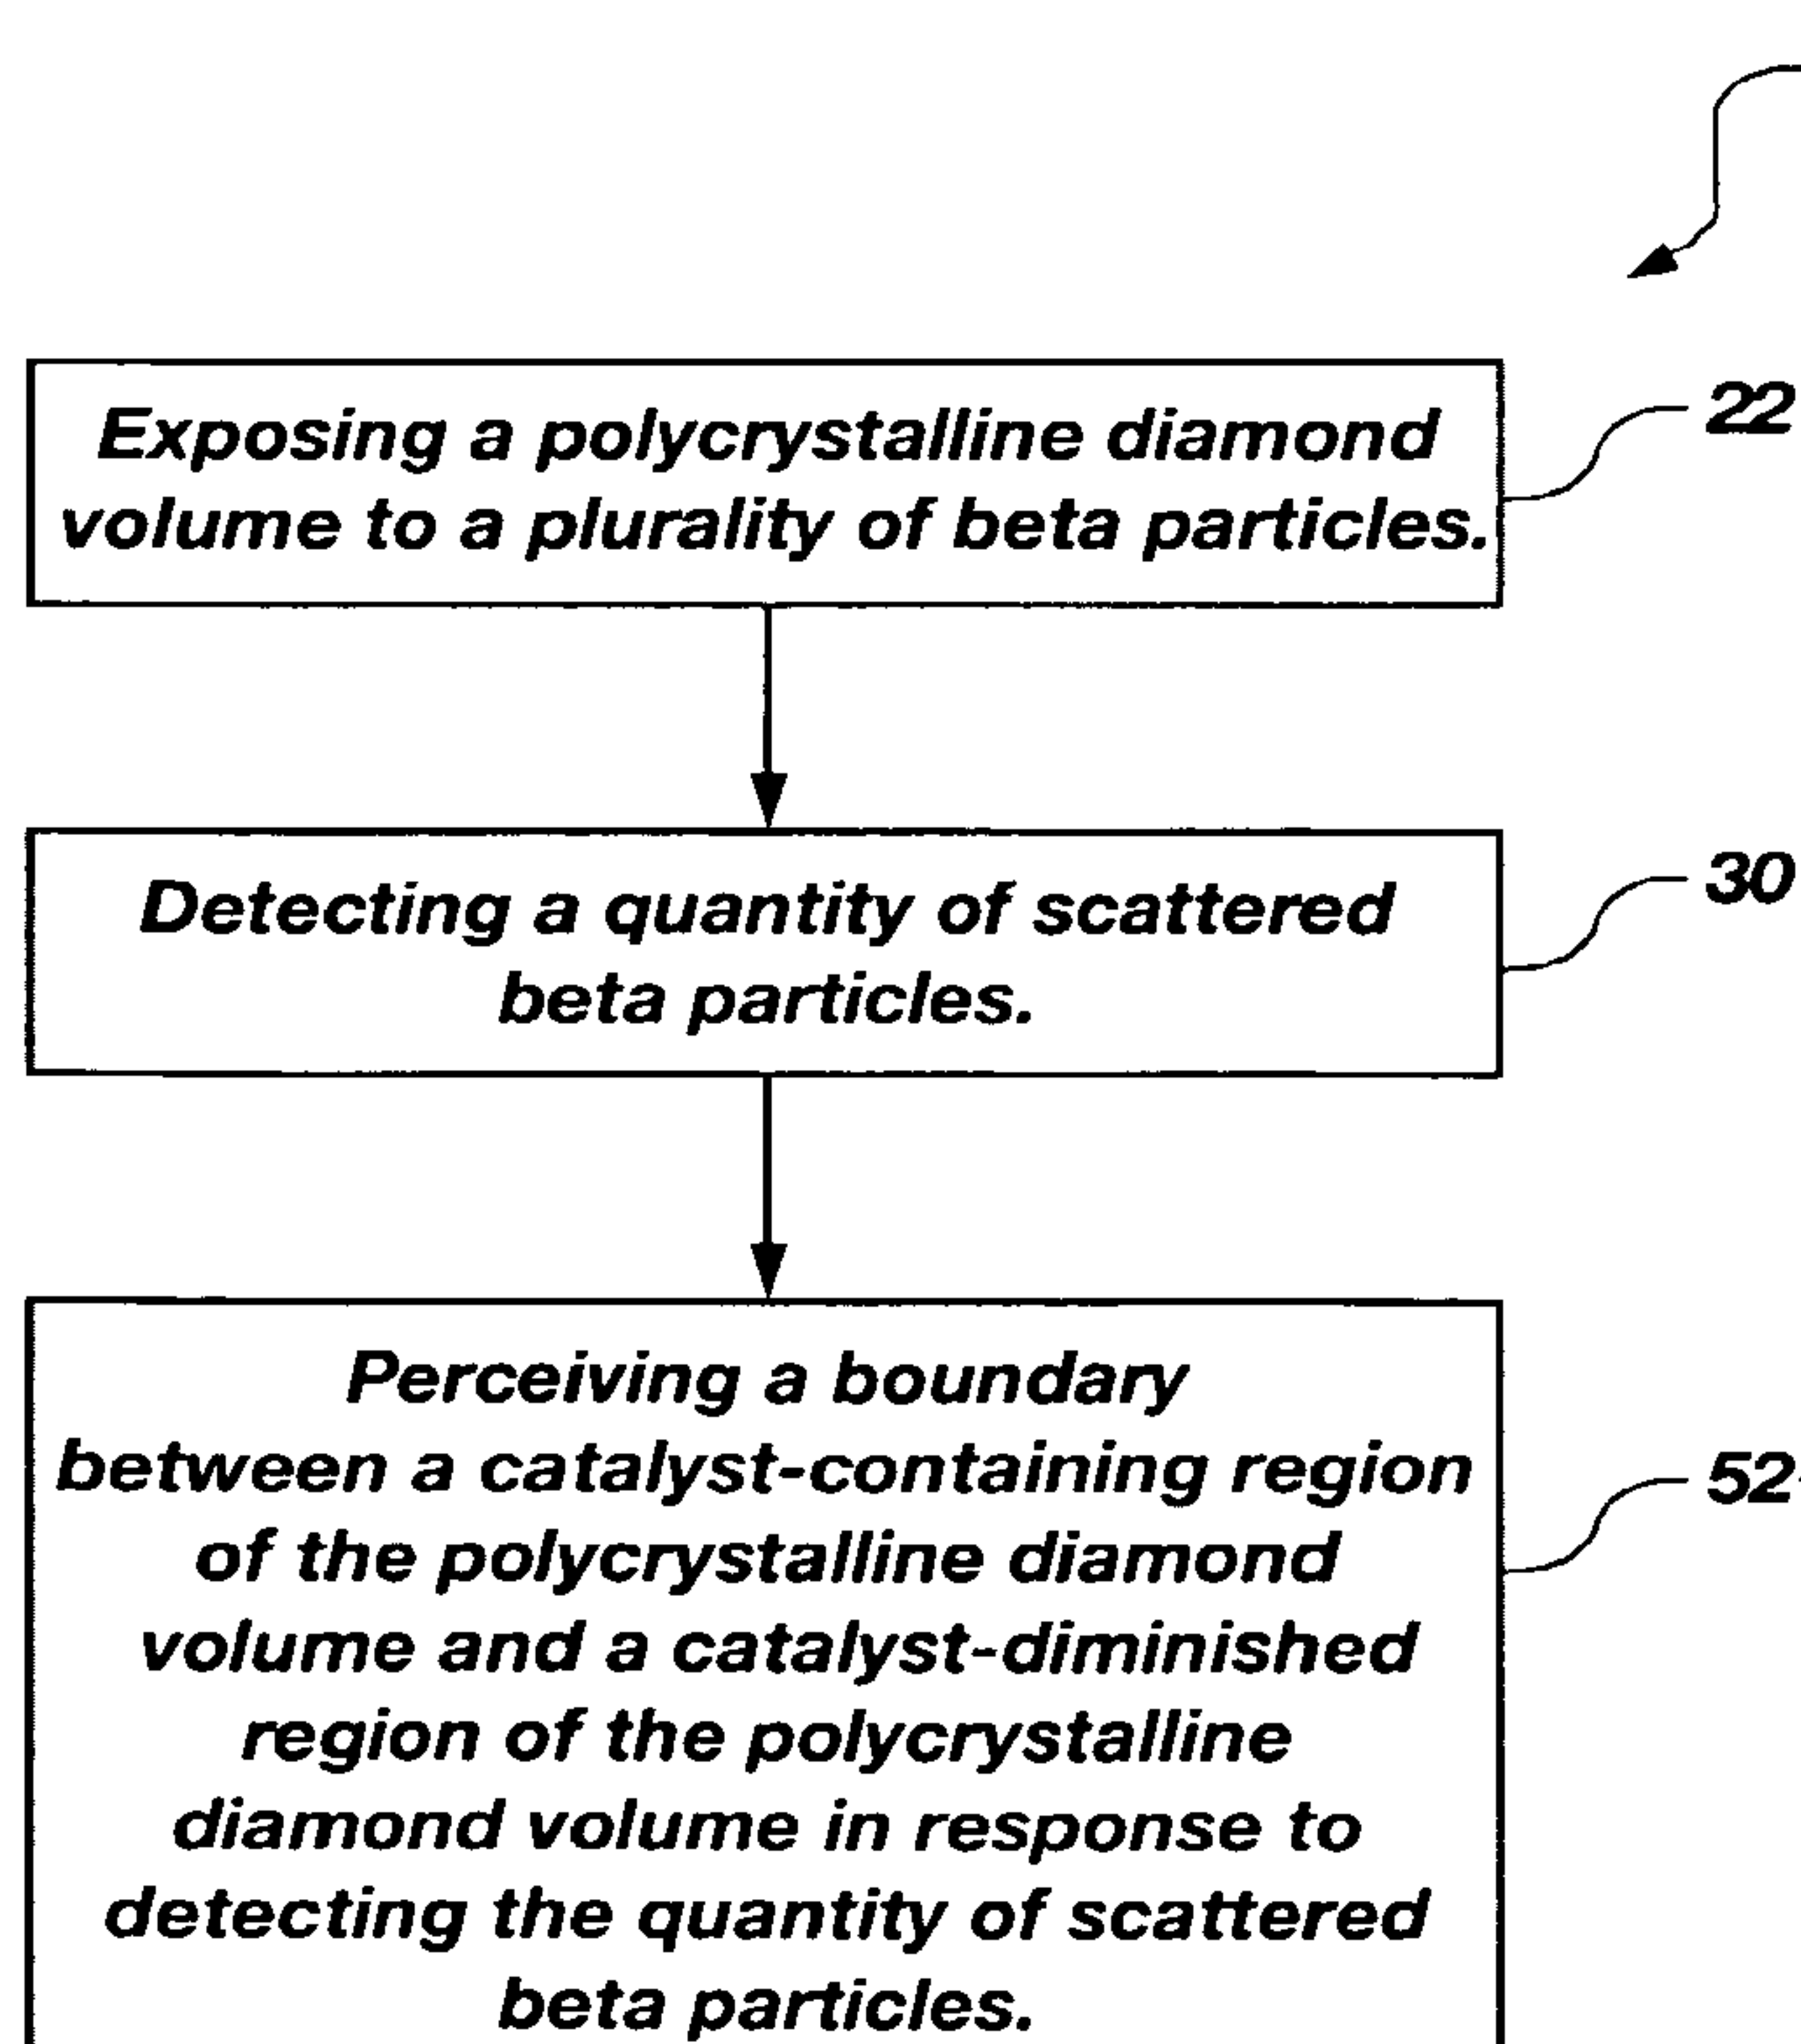 Exposing a polycrystalline diamond
volume to a plurality of beta particles.
22
Detecting a quantity of scattered
beta particles.
30
Perceiving a boundary
between a catalyst-containing region
of the polycrystalline diamond
volume and a catalyst-diminished
region of the polycrystalline
diamond volume in response to
detecting the quantity of scattered
beta particles.
52